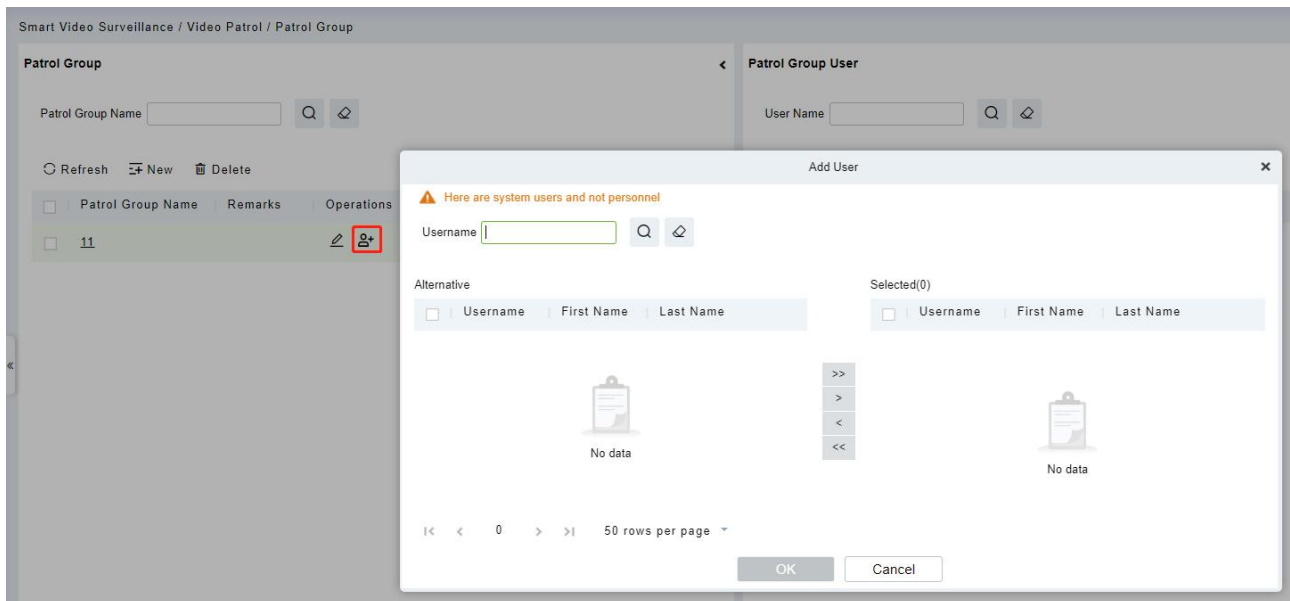 Smart Video Surveillance / Video Patrol / Patrol Group
Patrol Group
<
Patrol Group User
Patrol Group Name
User Name
Refresh New Delete
Patrol Group Name Remarks Operations
11
Add User
×
Here are system users and not personnel
Username
Alternative
Username First Name Last Name
No data
>>
>
<
<<
Selected(0)
Username First Name Last Name
No data
|< < 0 > >| 50 rows per page
OK Cancel
«